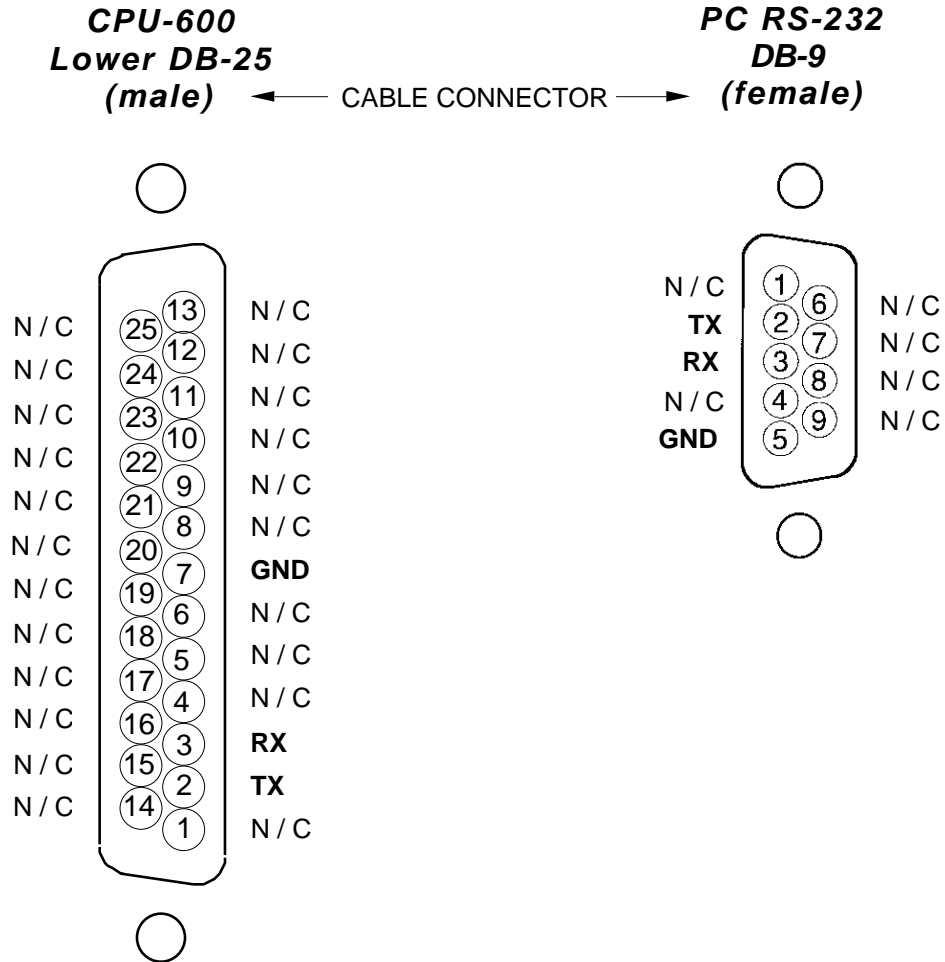 CPU-600
Lower DB-25
(male)
CABLE CONNECTOR
PC RS-232
DB-9
(female)
N / C
N / C
N / C
N / C
N / C
N / C
N / C
N / C
N / C
N / C
N / C
N / C
25
24
23
22
21
20
19
18
17
16
15
14
13
12
11
10
9
8
7
6
5
4
3
2
1
N / C
N / C
N / C
N / C
N / C
N / C
GND
N / C
N / C
N / C
RX
TX
N / C
N / C
TX
RX
N / C
GND
1
2
3
4
5
6
7
8
9
N / C
N / C
N / C
N / C